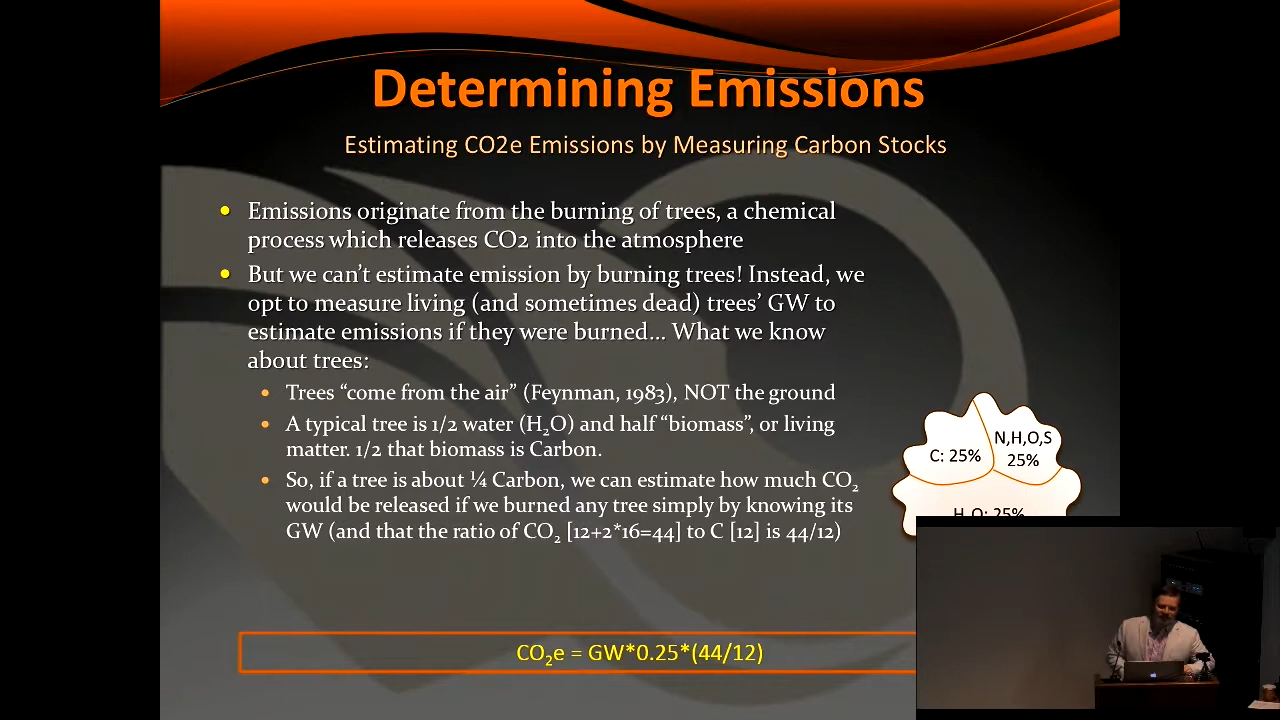 Determining Emissions
Estimating CO2e Emissions by Measuring Carbon Stocks
Emissions originate from the burning of trees, a chemical
process which releases CO2 into the atmosphere
But we can't estimate emission by burning trees! Instead, we
opt to measure living (and sometimes dead) trees' GW to
estimate emissions if they were burned... What we know
about trees:
Trees "come from the air" (Feynman, 1983), NOT the ground
A typical tree is 1/2 water (H₂O) and half "biomass", or living
matter. 1/2 that biomass is Carbon.
So, if a tree is about ¼ Carbon, we can estimate how much CO₂
would be released if we burned any tree simply by knowing its
GW (and that the ratio of CO₂ [12+2*16=44] to C [12] is 44/12)
C: 25%
N,H,O,S
25%
H₂O: 25%
CO₂e = GW*0.25*(44/12)